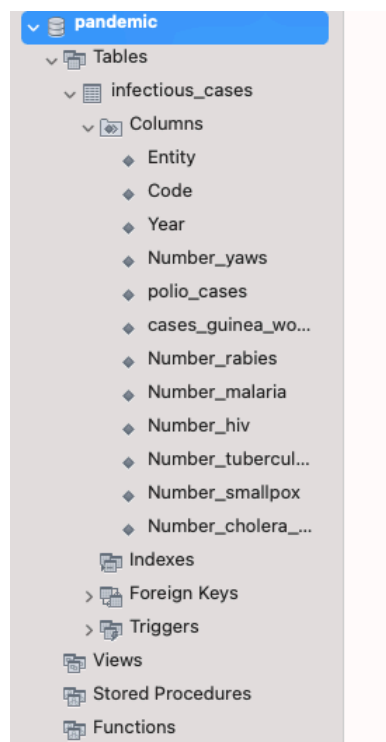 pandemic
Tables
infectious_cases
Columns
Entity
Code
Year
Number_yaws
polio_cases
cases_guinea_wo...
Number_rabies
Number_malaria
Number_hiv
Number_tubercul...
Number_smallpox
Number_cholera_...
Indexes
Foreign Keys
Triggers
Views
Stored Procedures
Functions